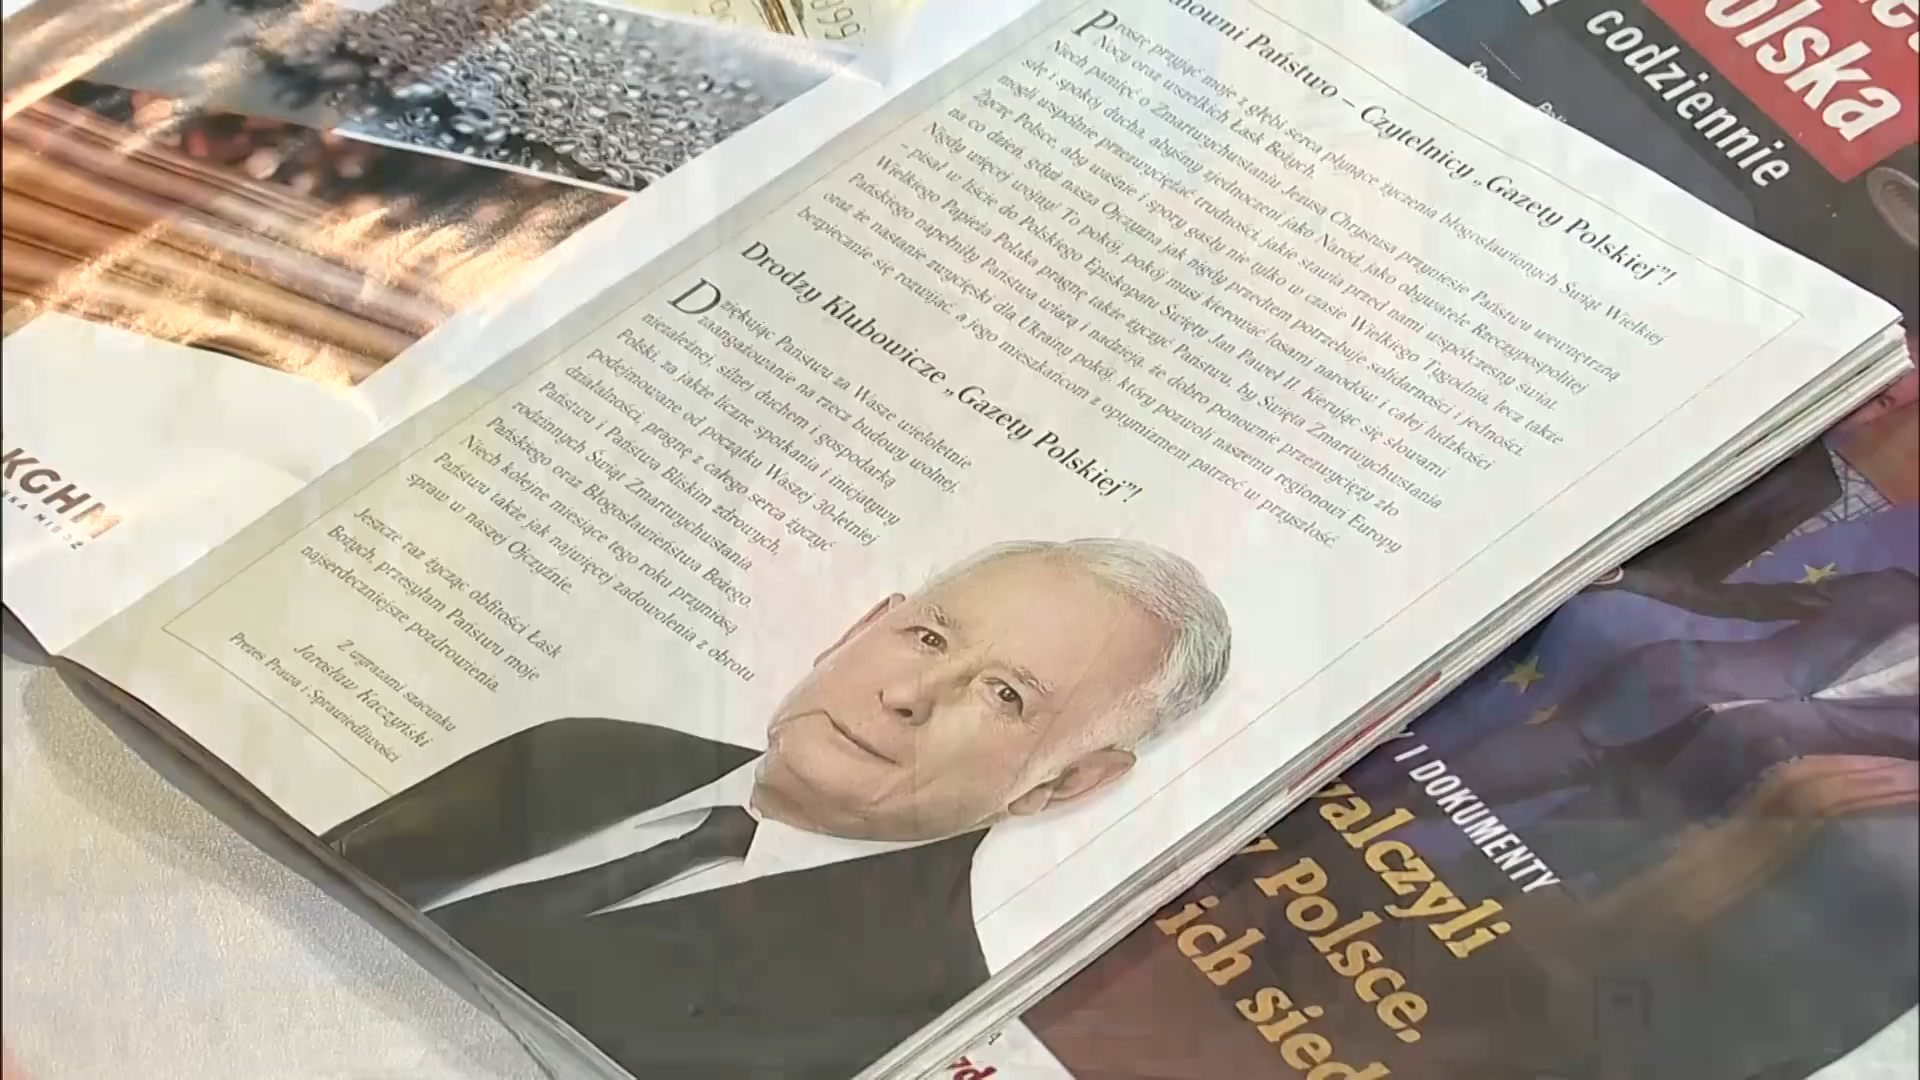 nowni Państwo – Czytelnicy „Gazety Polskiej”!
Proszę przyjąć moje z głębi serca płynące życzenia błogosławionych Świąt Wielkiej
Nocy oraz wszelkich Łask Bożych.
Niech pamięć o Zmartwychwstaniu Jezusa Chrystusa przyniesie Państwu wewnętrzną
siłę i spokój ducha, abyśmy zjednoczeni jako Naród, jako obywatele Rzeczypospolitej
mogli wspólnie przezwyciężać trudności, jakie stawia przed nami współczesny świat.
Życzę Polsce, aby waśnie i spory gasły nie tylko w czasie Wielkiego Tygodnia, lecz także
na co dzień, gdyż nasza Ojczyzna jak nigdy przedtem potrzebuje solidarności i jedności.
Nigdy więcej wojny! To pokój, pokój musi kierować losami narodów i całej ludzkości
– pisał w liście do Polskiego Episkopatu Święty Jan Paweł II. Kierując się słowami
Wielkiego Papieża Polaka pragnę także życzyć Państwu, by Święta Zmartwychwstania
Pańskiego napełniły Państwa wiarą i nadzieją, że dobro ponownie przezwycięży zło
oraz że nastanie zwycięski dla Ukrainy pokój, który pozwoli naszemu regionowi Europy
bezpiecznie się rozwijać, a jego mieszkańcom z optymizmem patrzeć w przyszłość.
Drodzy Klubowicze „Gazety Polskiej”!
Dziękując Państwu za Wasze wieloletnie
zaangażowanie na rzecz budowy wolnej,
niezależnej, silnej duchem i gospodarką
Polski, za jakże liczne spotkania i inicjatywy
podejmowane od początku Waszej 30-letniej
działalności, pragnę z całego serca życzyć
Państwu i Państwa Bliskim zdrowych,
rodzinnych Świąt Zmartwychwstania
Pańskiego oraz Błogosławieństwa Bożego.
Niech kolejne miesiące tego roku przyniosą
Państwu także jak najwięcej zadowolenia z obrotu
spraw w naszej Ojczyźnie.
Jeszcze raz życząc obfitości Łask
Bożych, przesyłam Państwu moje
najserdeczniejsze pozdrowienia.
Z wyrazami szacunku
Jarosław Kaczyński
Prezes Prawa i Sprawiedliwości
KGHM
olska
codziennie
Y I DOKUMENTY
walczyli
w Polsce,
ich sied